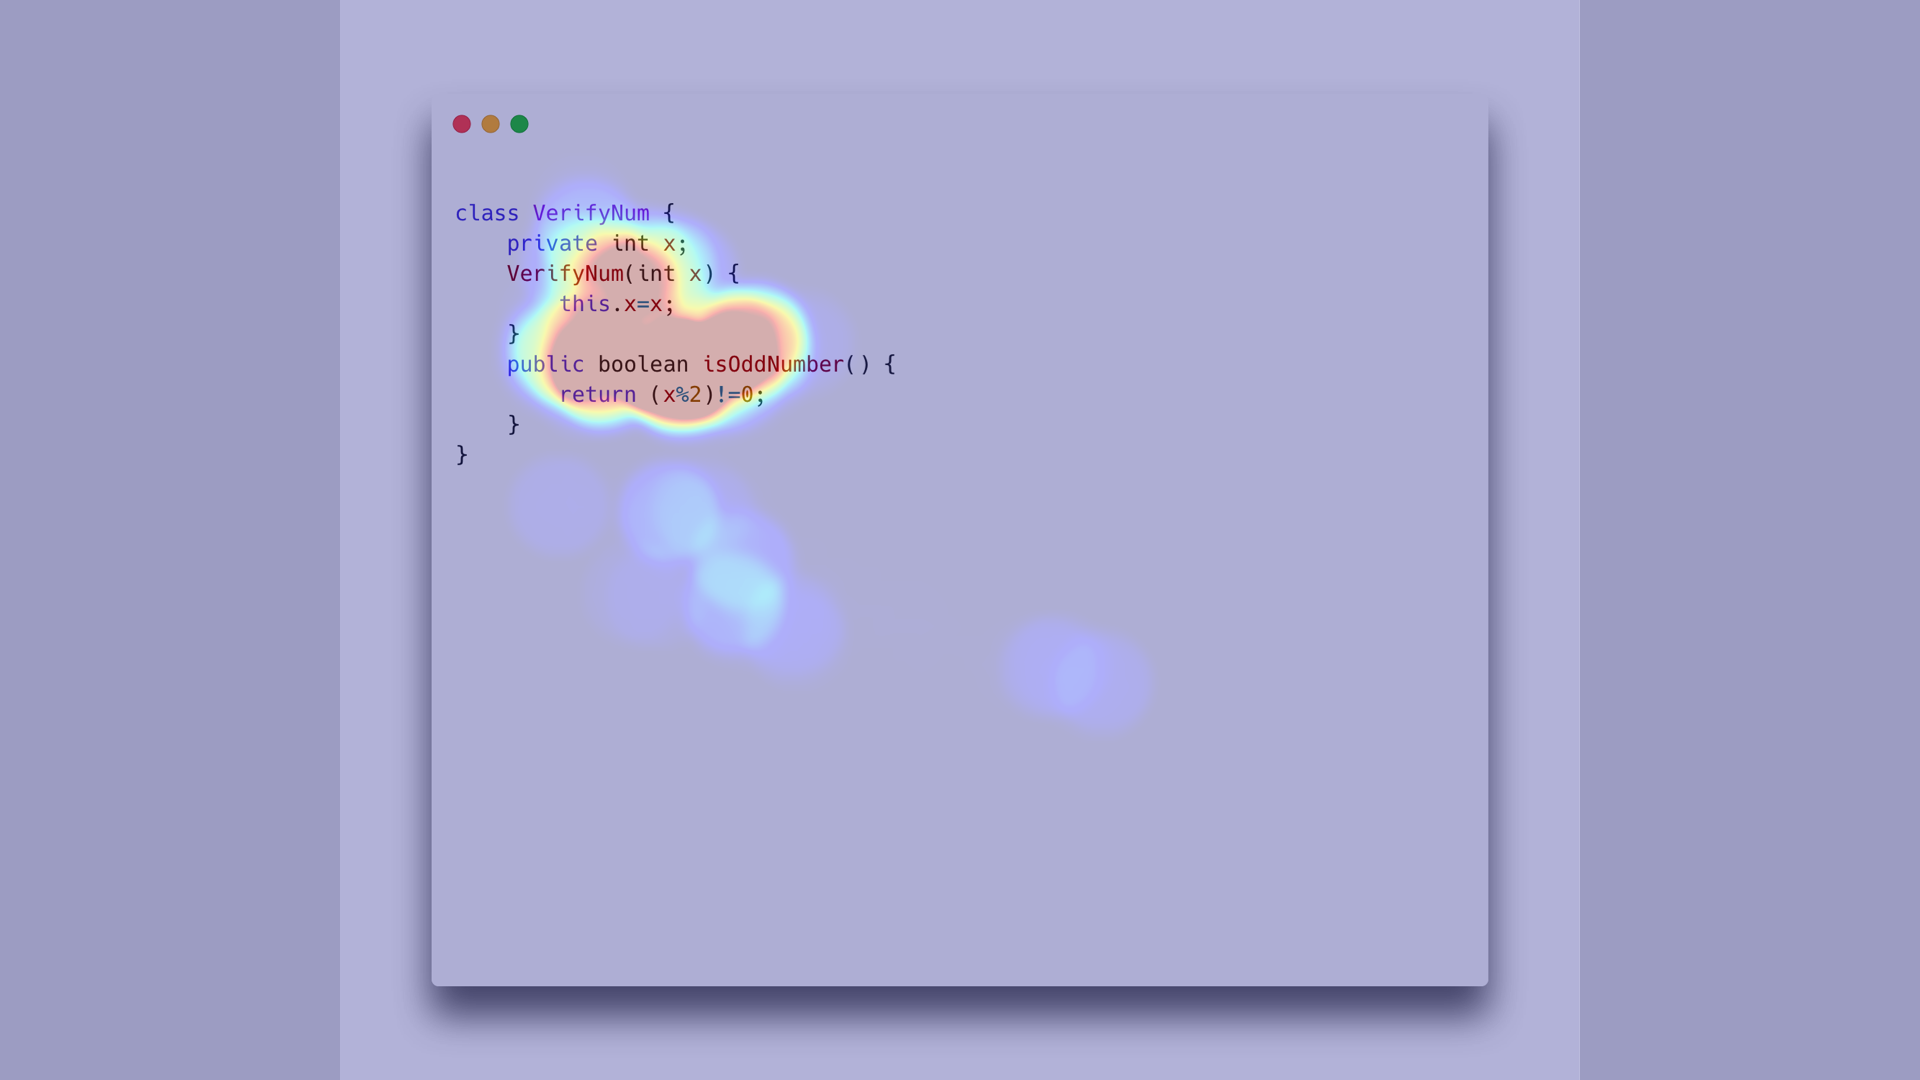 class VerifyNum {
    private int x;
    VerifyNum(int x) {
        this.x=x;
    }
    public boolean isOddNumber() {
        return (x%2)!=0;
    }
}